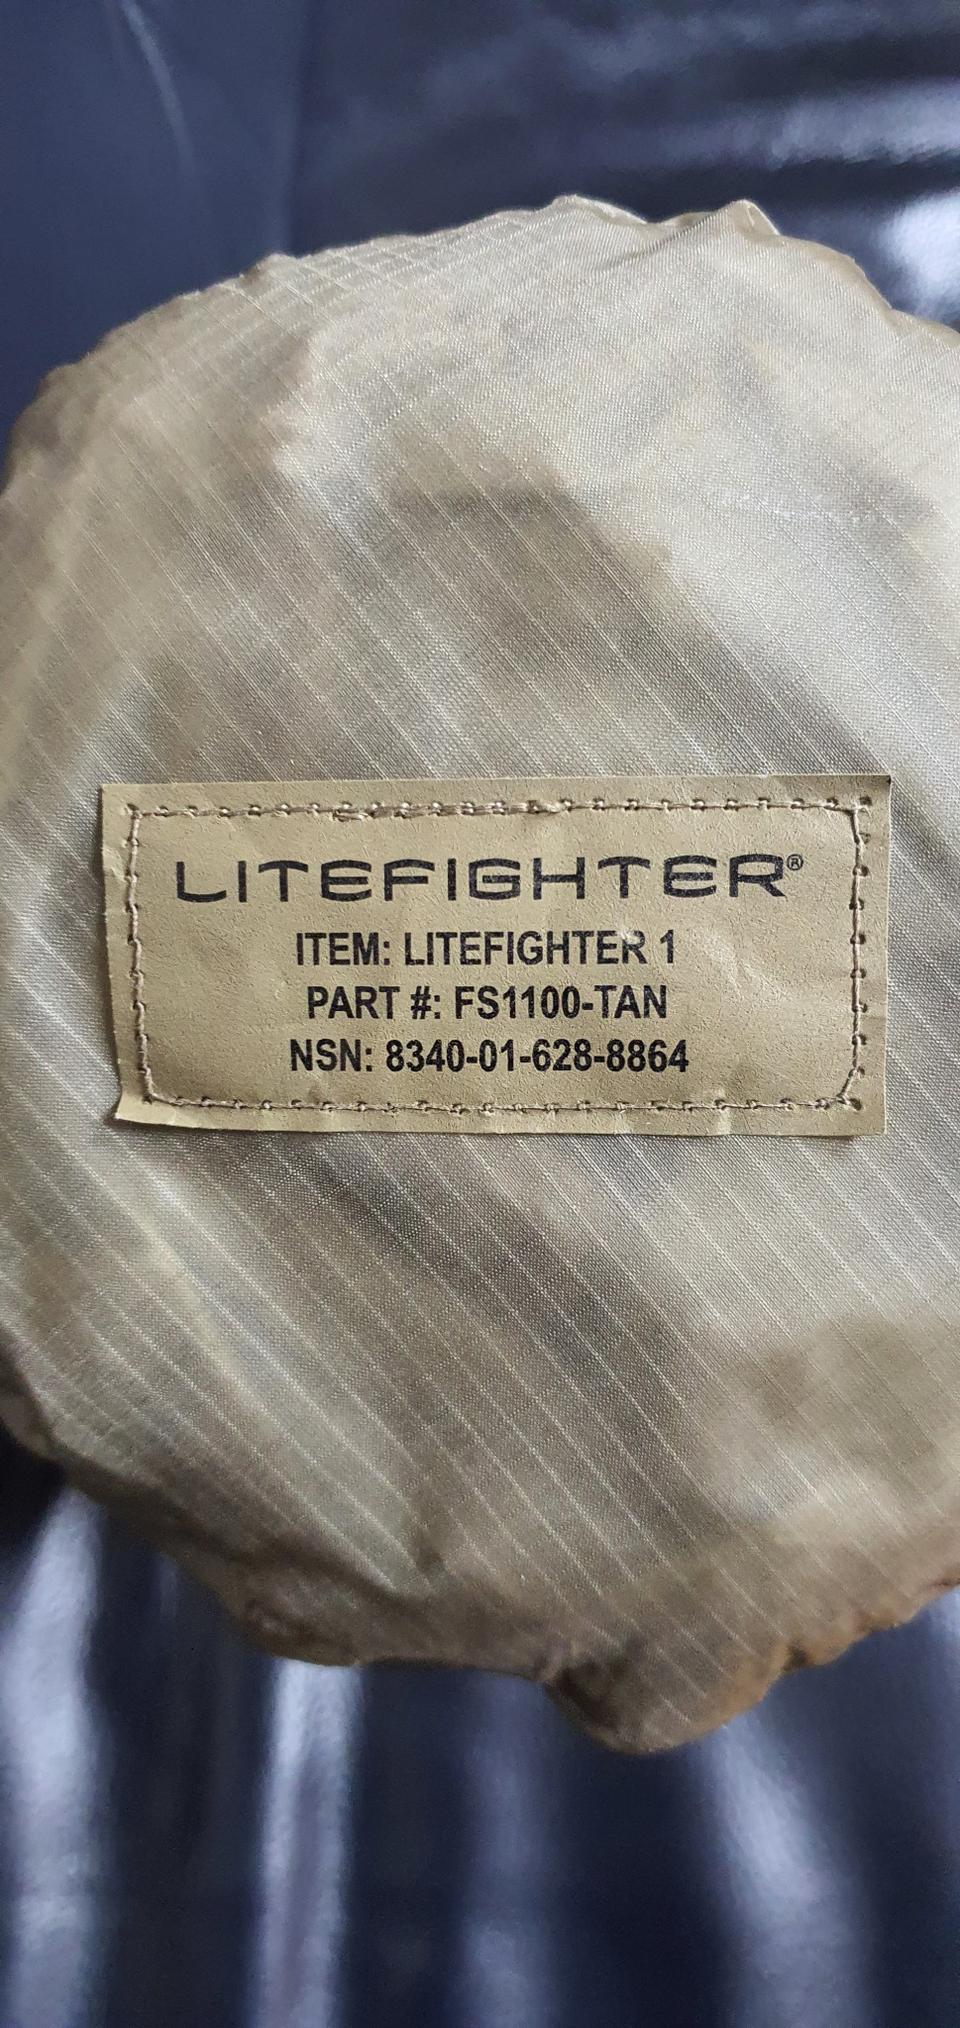 LITEFIGHTER®
ITEM: LITEFIGHTER 1
PART #: FS1100-TAN
NSN: 8340-01-628-8864